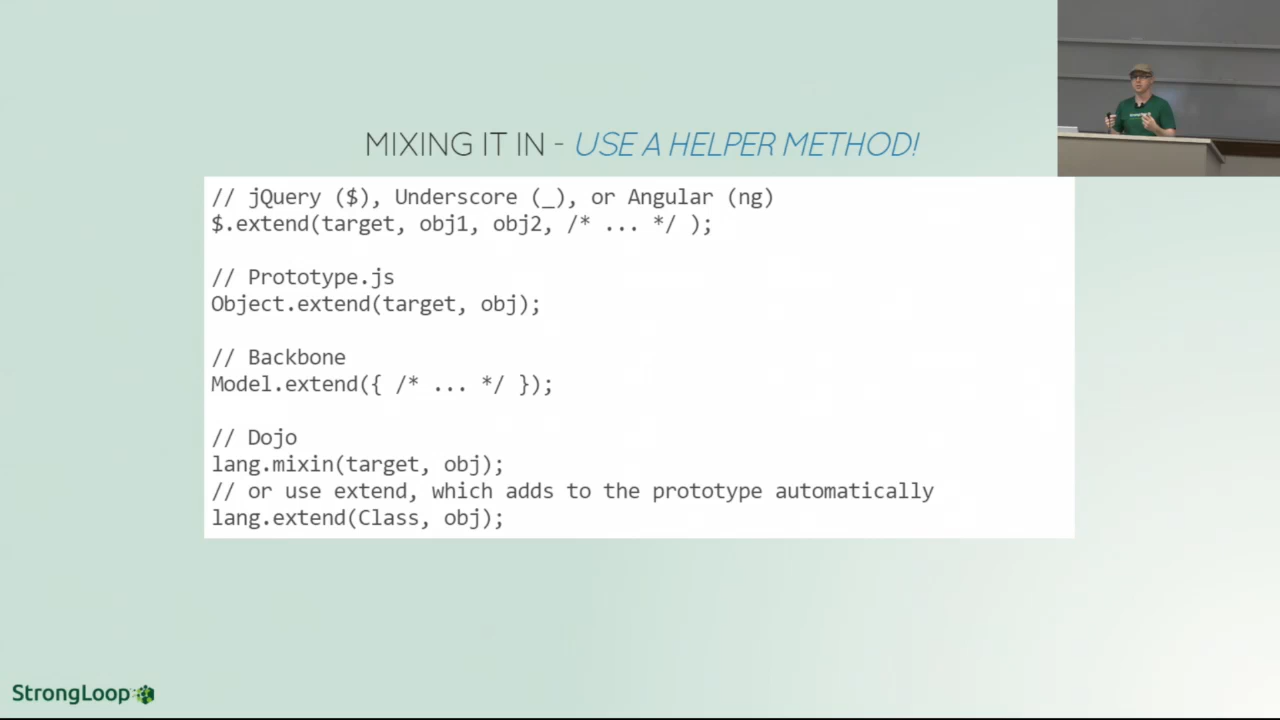 MIXING IT IN - USE A HELPER METHOD!
// jQuery ($), Underscore (_), or Angular (ng)
$.extend(target, obj1, obj2, /* ... */ );
// Prototype.js
Object.extend(target, obj);
// Backbone
Model.extend({ /* ... */ });
// Dojo
lang.mixin(target, obj);
// or use extend, which adds to the prototype automatically
lang.extend(Class, obj);
StrongLoop